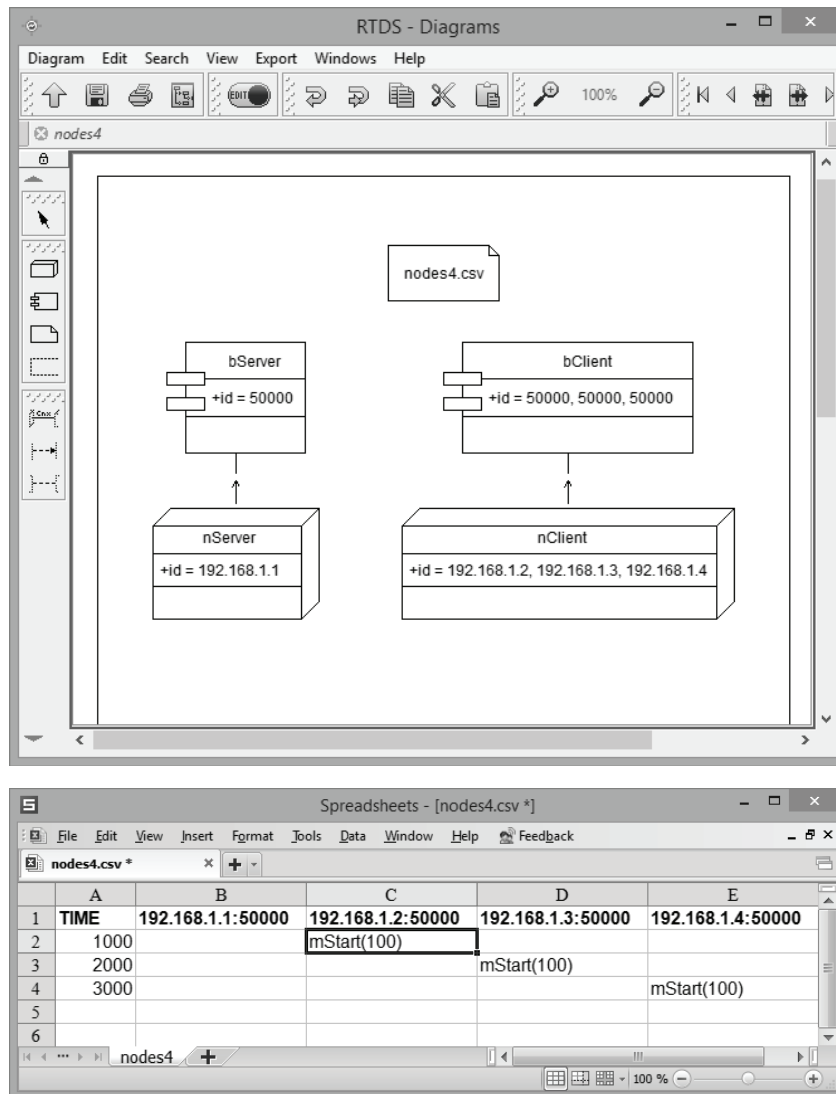 RTDS - Diagrams
Diagram Edit Search View Export Windows Help
EDIT 100%
nodes4
Cnx
nodes4.csv
bServer
+id = 50000
bClient
+id = 50000, 50000, 50000
nServer
+id = 192.168.1.1
nClient
+id = 192.168.1.2, 192.168.1.3, 192.168.1.4
Spreadsheets - [nodes4.csv *]
File Edit View Insert Format Tools Data Window Help Feedback
nodes4.csv *
A B C D E
1 TIME 192.168.1.1:50000 192.168.1.2:50000 192.168.1.3:50000 192.168.1.4:50000
2 1000 mStart(100)
3 2000 mStart(100)
4 3000 mStart(100)
5
6
nodes4
100 %